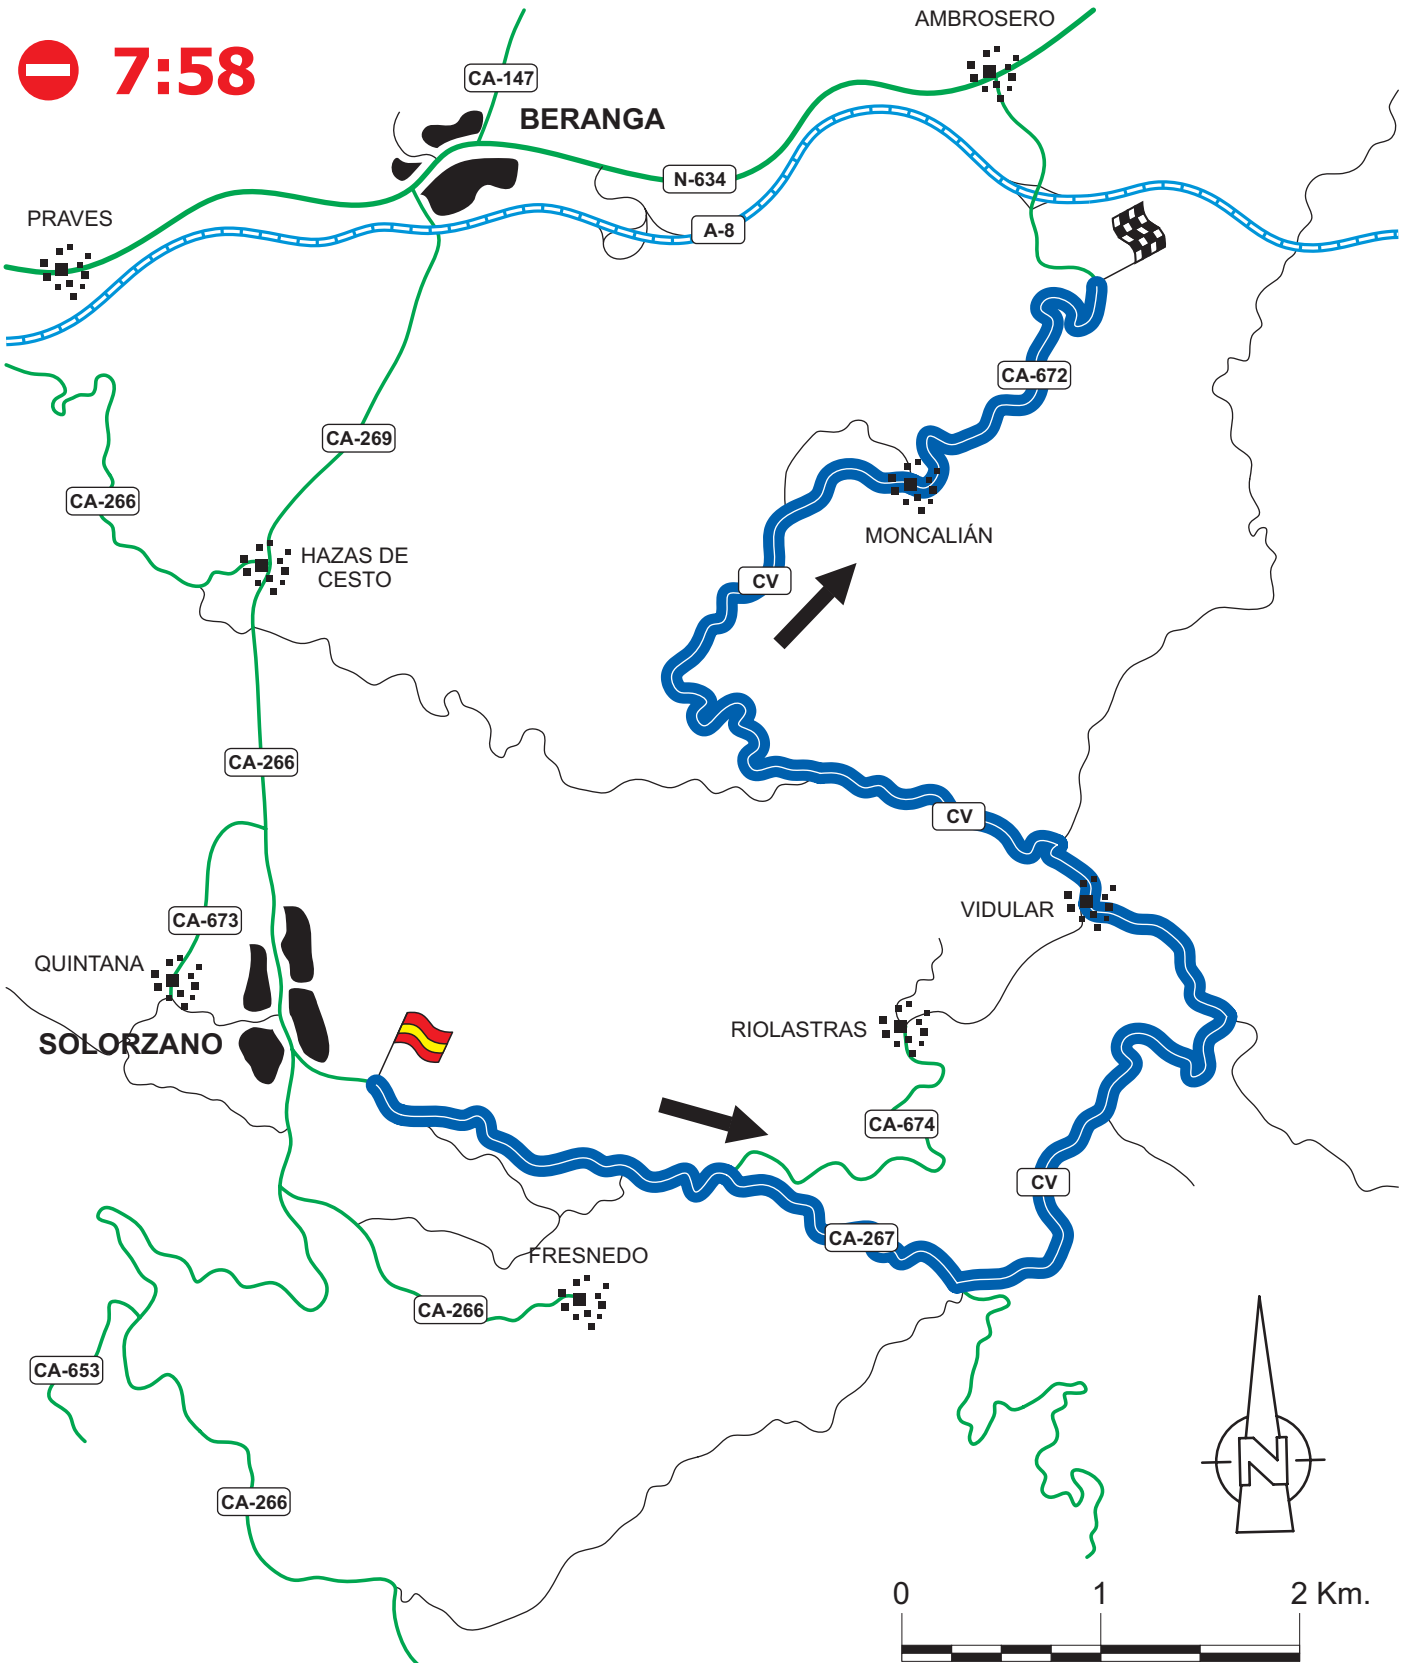 AMBROSERO
7:58
CA-147
BERANGA
N-634
PRAVES
A-8
CA-672
CA-269
CA-266
MONCALIÁN
HAZAS DE
CESTO
CV
CA-266
CV
CA-673
VIDULAR
QUINTANA
RIOLASTRAS
SOLORZANO
CA-674
CV
CA-267
FRESNEDO
CA-266
CA-653
N
CA-266
0 1 2 Km.